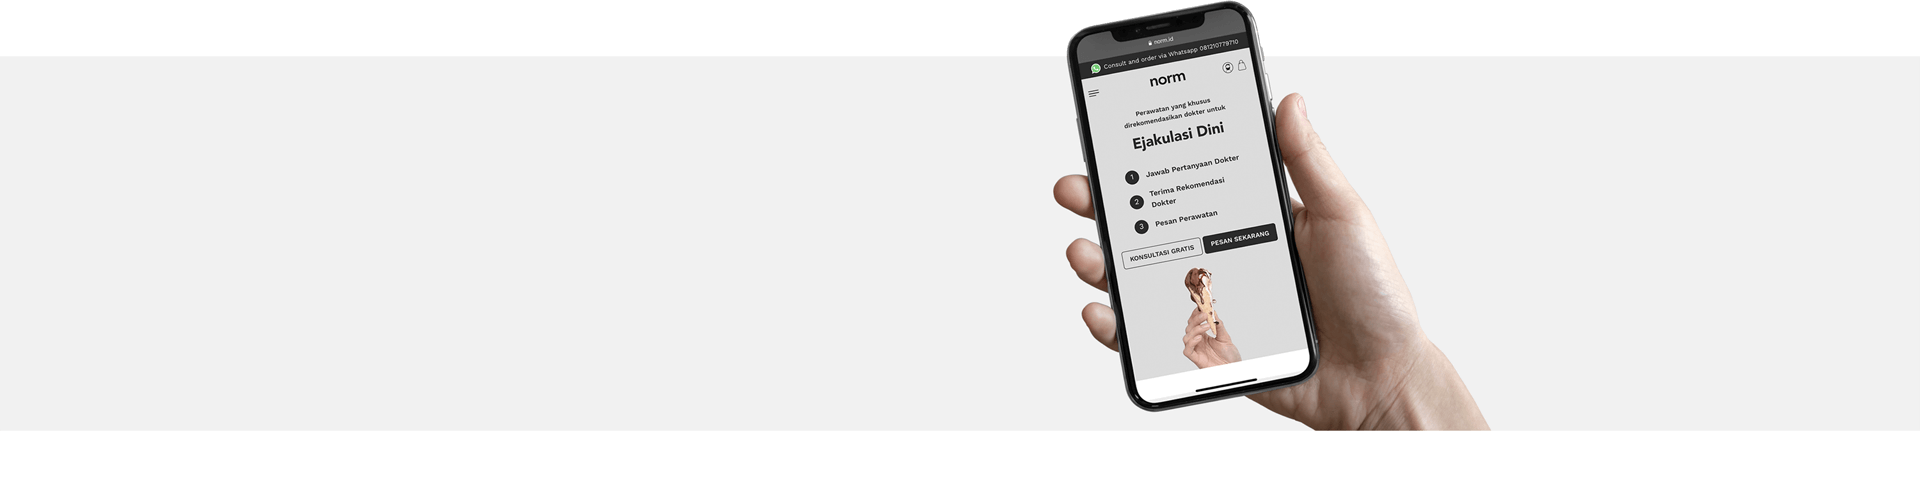 norm.id
Consult and order via Whatsapp 081210779710
norm
Perawatan yang khusus
direkomendasikan dokter untuk
Ejakulasi Dini
1 Jawab Pertanyaan Dokter
2 Terima Rekomendasi
Dokter
3 Pesan Perawatan
KONSULTASI GRATIS PESAN SEKARANG